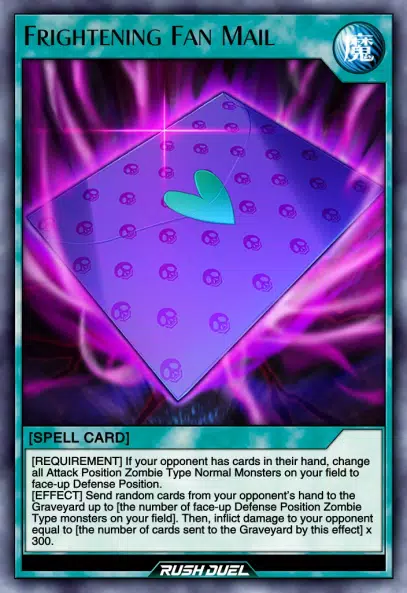 Frightening Fan Mail
魔
[SPELL CARD]
[REQUIREMENT] If your opponent has cards in their hand, change
all Attack Position Zombie Type Normal Monsters on your field to
face-up Defense Position.
[EFFECT] Send random cards from your opponent's hand to the
Graveyard up to [the number of face-up Defense Position Zombie
Type monsters on your field]. Then, inflict damage to your opponent
equal to [the number of cards sent to the Graveyard by this effect] x
300.
RUSH DUEL